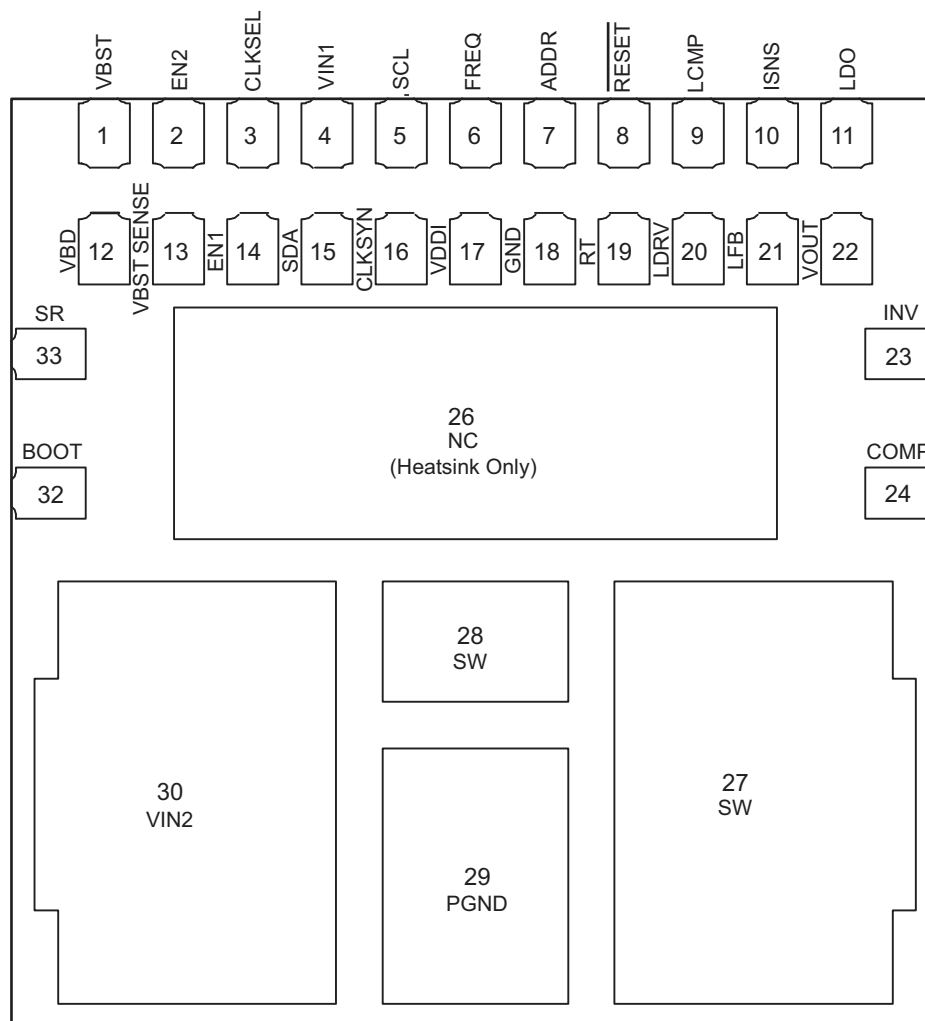 VBST
EN2
CLKSEL
VIN1
SCL
FREQ
ADDR
RESET
LCMP
ISNS
LDO
1
2
3
4
5
6
7
8
9
10
11
VBD
12
VBST SENSE
13
EN1
14
SDA
15
CLKSYN
16
VDDI
17
GND
18
RT
19
LDRV
20
LFB
21
VOUT
22
SR
33
INV
23
26
NC
(Heatsink Only)
BOOT
32
COMP
24
28
SW
30
VIN2
27
SW
29
PGND